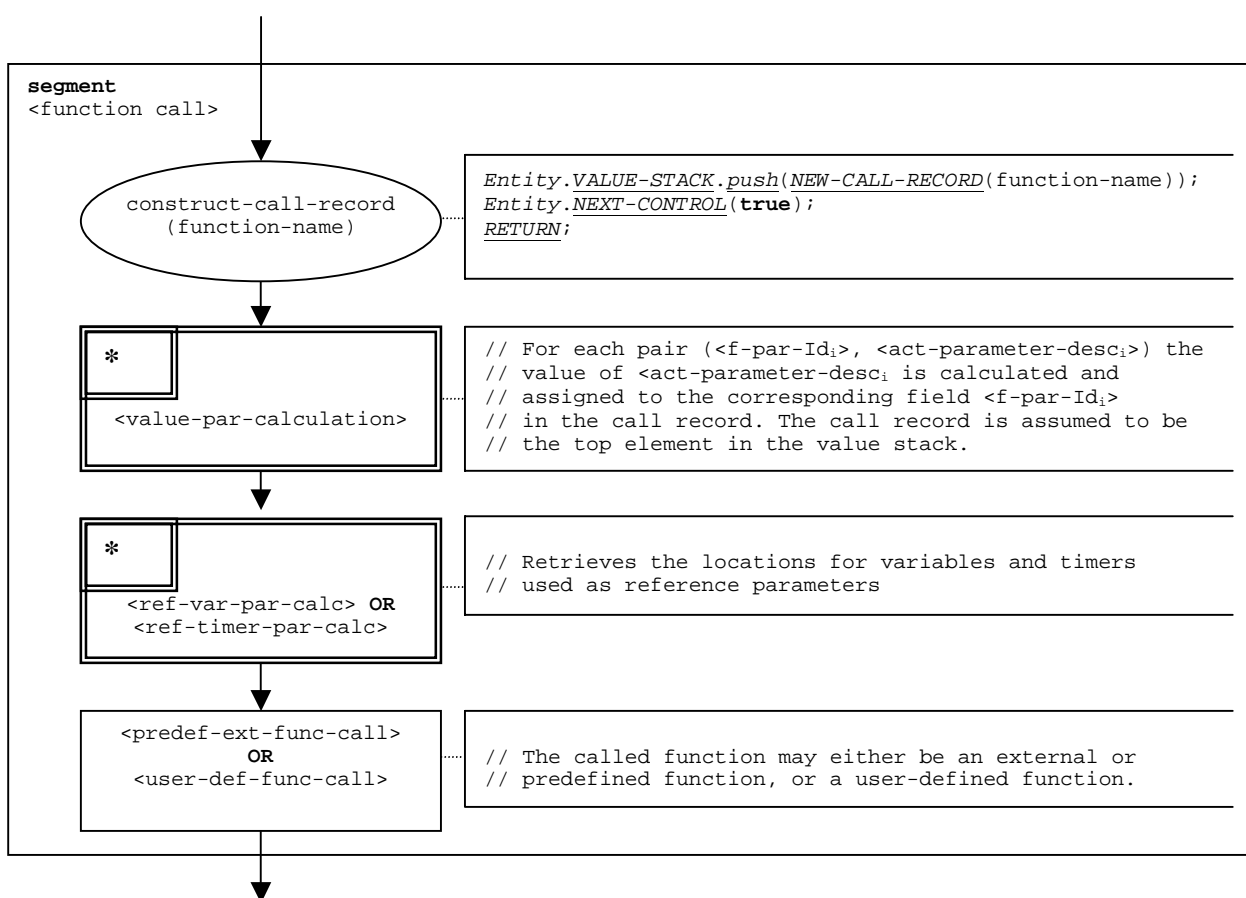 segment
<function call>
construct-call-record
(function-name)
Entity.VALUE-STACK.push(NEW-CALL-RECORD(function-name));
Entity.NEXT-CONTROL(true);
RETURN;
*
<value-par-calculation>
// For each pair (<f-par-Idi>, <act-parameter-desci>) the
// value of <act-parameter-desci is calculated and
// assigned to the corresponding field <f-par-Idi>
// in the call record. The call record is assumed to be
// the top element in the value stack.
*
<ref-var-par-calc> OR
<ref-timer-par-calc>
// Retrieves the locations for variables and timers
// used as reference parameters
<predef-ext-func-call>
OR
<user-def-func-call>
// The called function may either be an external or
// predefined function, or a user-defined function.